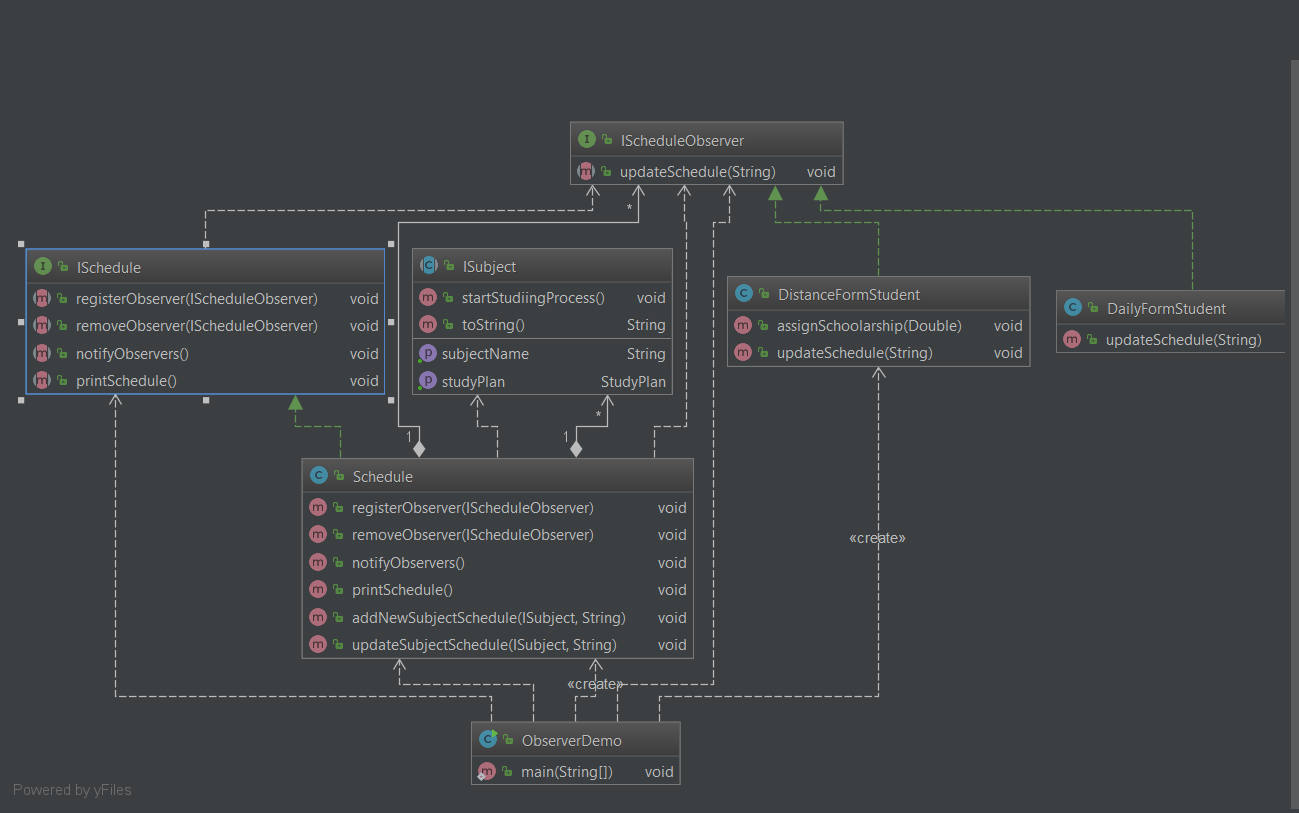 IScheduleObserver
updateSchedule(String) void
*
ISchedule
registerObserver(IScheduleObserver) void
removeObserver(IScheduleObserver) void
notifyObservers() void
printSchedule() void
ISubject
startStudiingProcess() void
toString() String
subjectName String
studyPlan StudyPlan
DistanceFormStudent
assignSchoolarship(Double) void
updateSchedule(String) void
DailyFormStudent
updateSchedule(String)
*
1
1
Schedule
registerObserver(IScheduleObserver) void
removeObserver(IScheduleObserver) void
notifyObservers() void
printSchedule() void
addNewSubjectSchedule(ISubject, String) void
updateSubjectSchedule(ISubject, String) void
«create»
«create»
ObserverDemo
main(String[]) void
Powered by yFiles